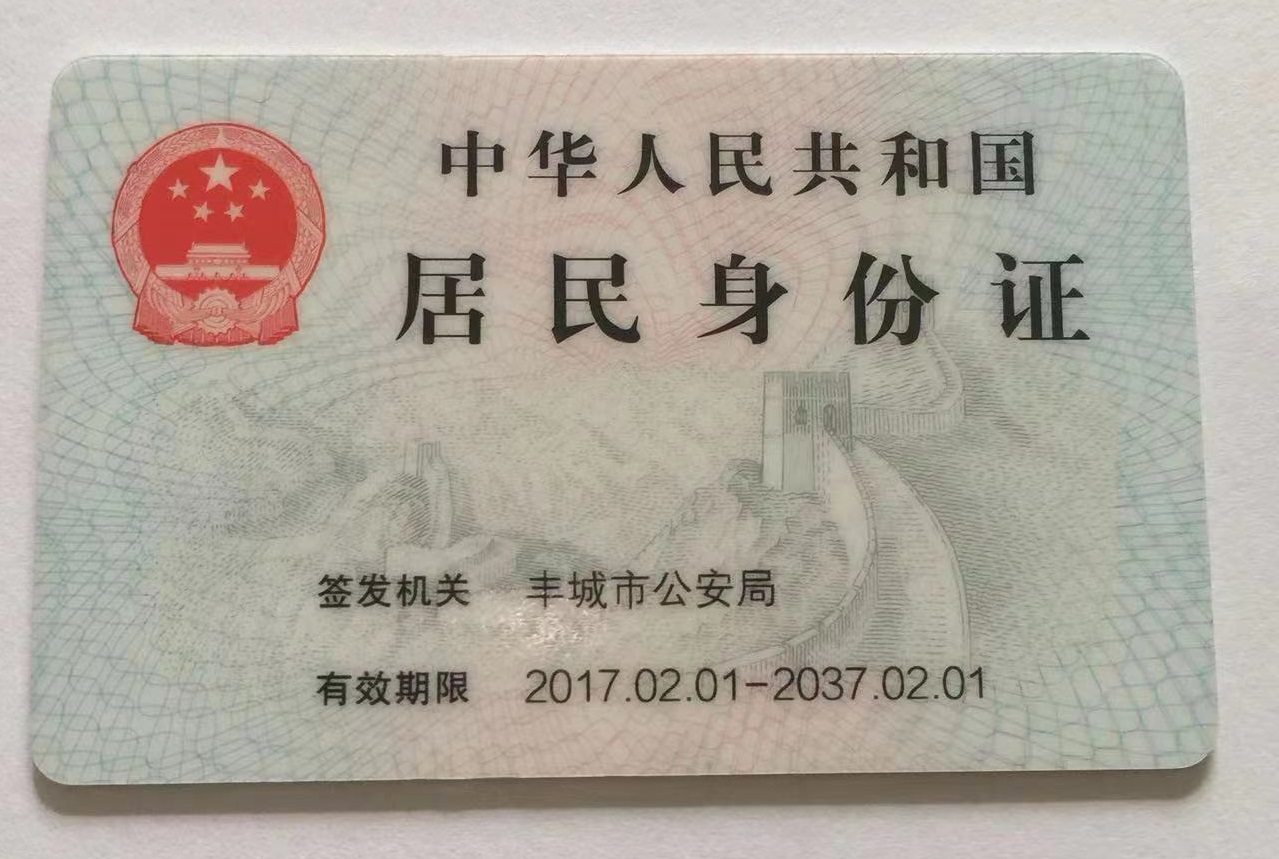 中华人民共和国
居民身份证
签发机关 丰城市公安局
有效期限 2017.02.01-2037.02.01